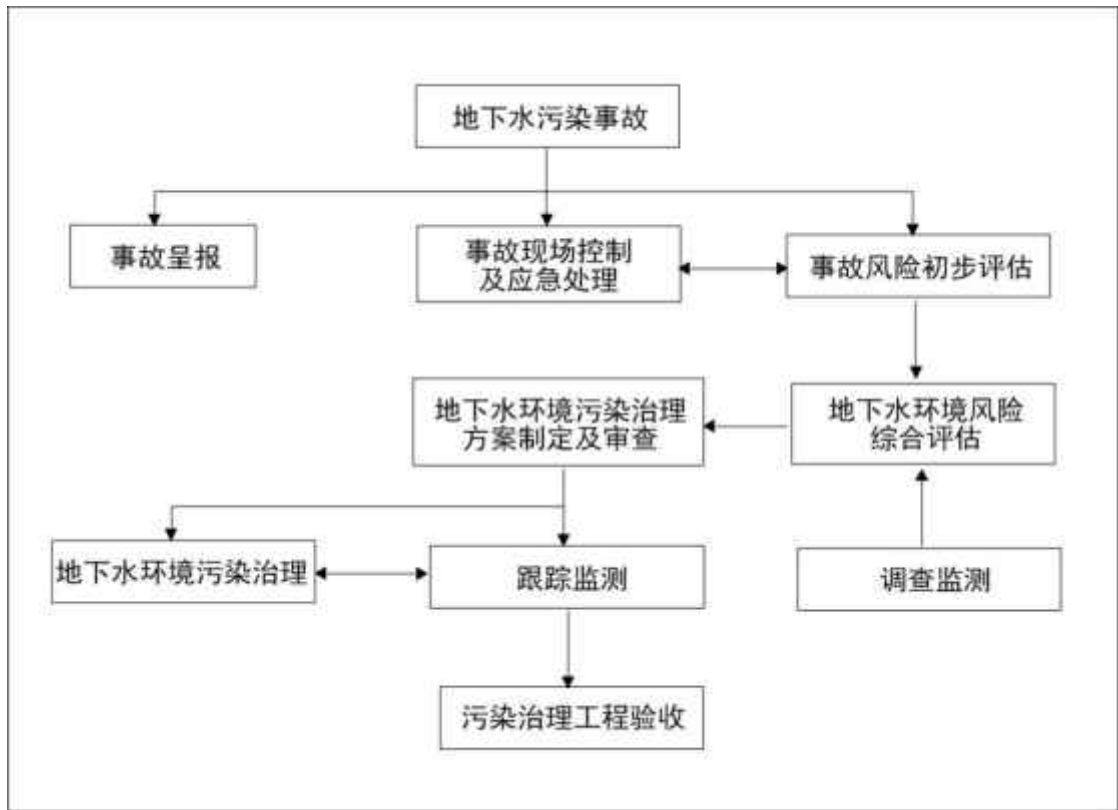 地下水污染事故
事故呈报
事故现场控制
及应急处理
事故风险初步评估
地下水环境污染治理
方案制定及审查
地下水环境风险
综合评估
地下水环境污染治理
跟踪监测
调查监测
污染治理工程验收